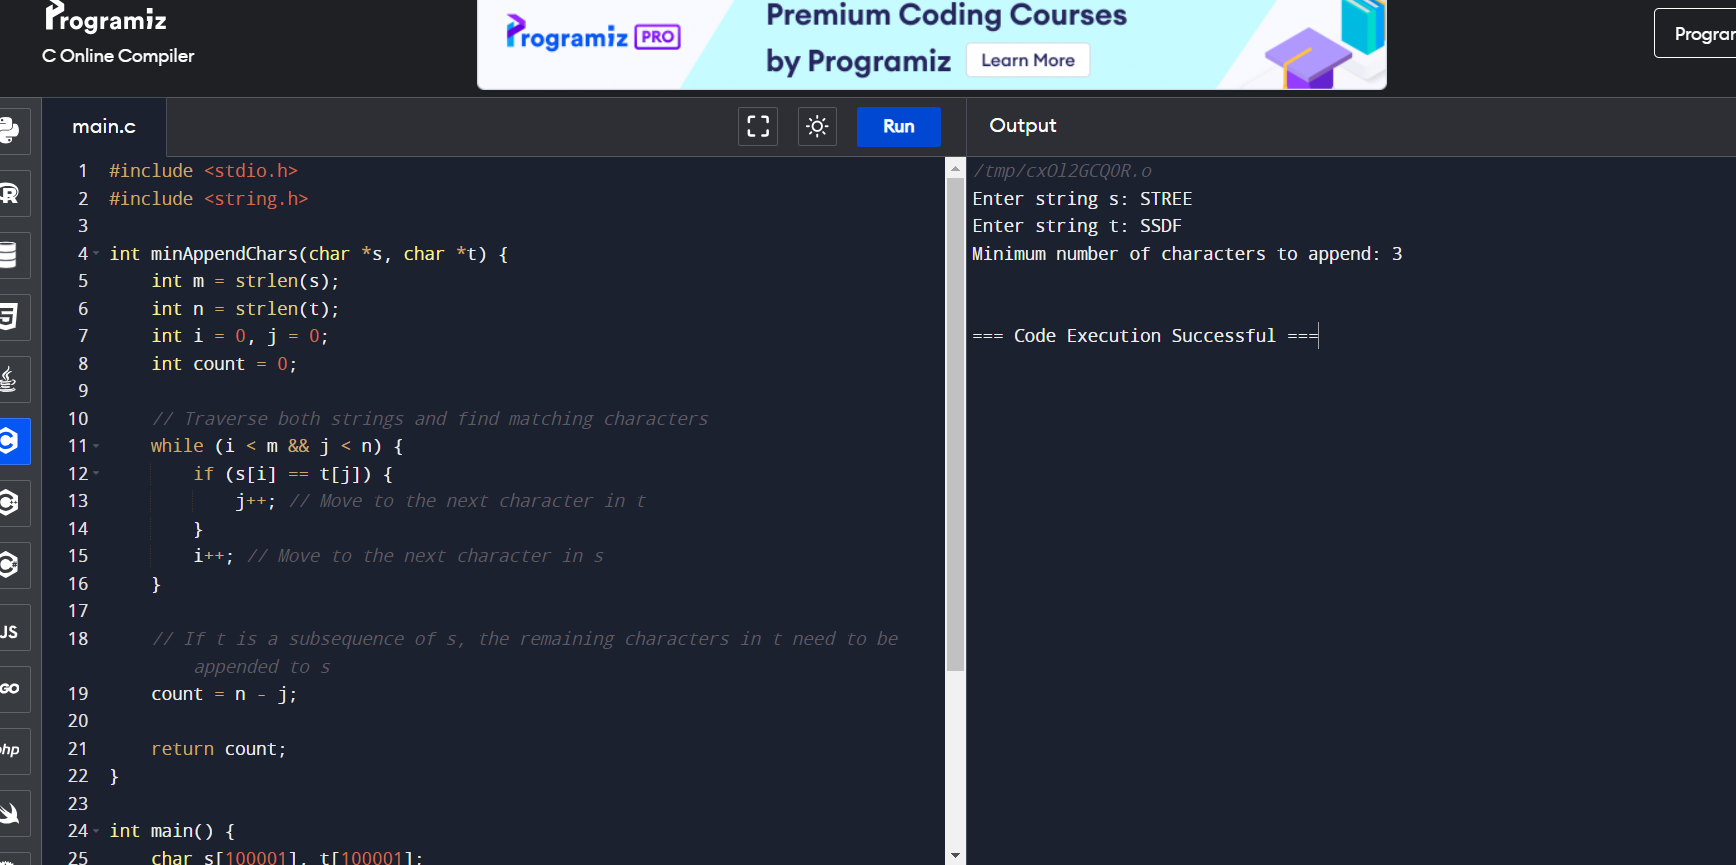 Programiz
C Online Compiler
Programiz PRO
Premium Coding Courses
by Programiz
Learn More
Program
main.c
Run
Output
1 #include <stdio.h>
2 #include <string.h>
3
4 int minAppendChars(char *s, char *t) {
5 int m = strlen(s);
6 int n = strlen(t);
7 int i = 0, j = 0;
8 int count = 0;
9
10 // Traverse both strings and find matching characters
11 while (i < m && j < n) {
12 if (s[i] == t[j]) {
13 j++; // Move to the next character in t
14 }
15 i++; // Move to the next character in s
16 }
17
18 // If t is a subsequence of s, the remaining characters in t need to be
appended to s
19 count = n - j;
20
21 return count;
22 }
23
24 int main() {
25 char s[100001], t[100001];
/tmp/cxOl2GCQ0R.o
Enter string s: STREE
Enter string t: SSDF
Minimum number of characters to append: 3
=== Code Execution Successful ===
R
5
C
C
C
JS
GO
php